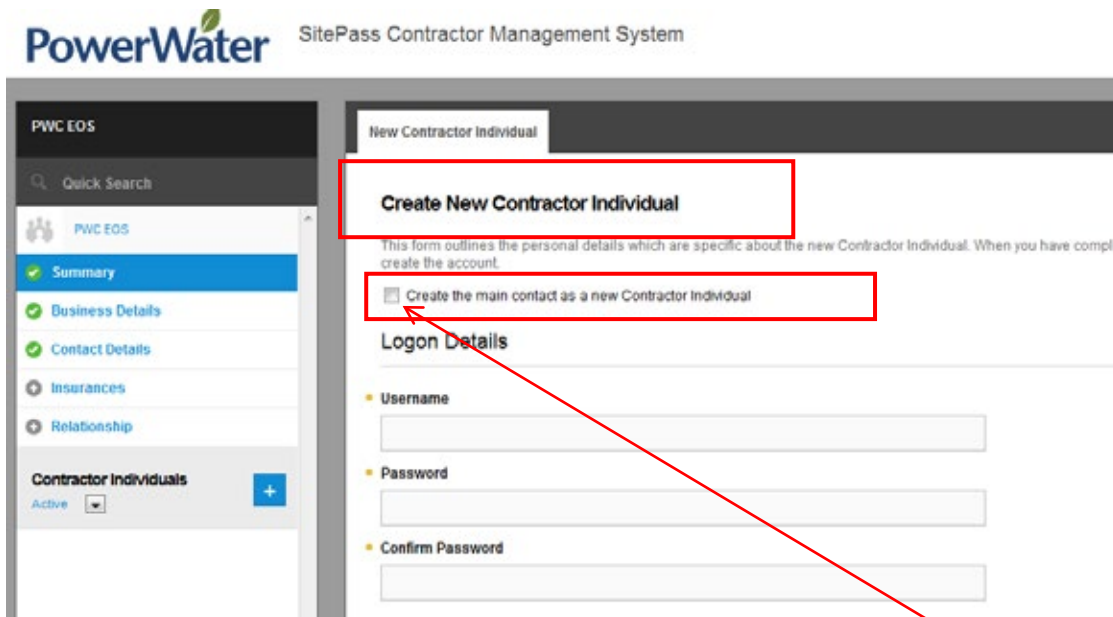 PowerWater
SitePass Contractor Management System
PWC EOS
Quick Search
PWC EOS
Summary
Business Details
Contact Details
Insurances
Relationship
Contractor Individuals
Active
+
New Contractor Individual
Create New Contractor Individual
This form outlines the personal details which are specific about the new Contractor Individual. When you have compl
create the account.
Create the main contact as a new Contractor Individual
Logon Details
Username
Password
Confirm Password